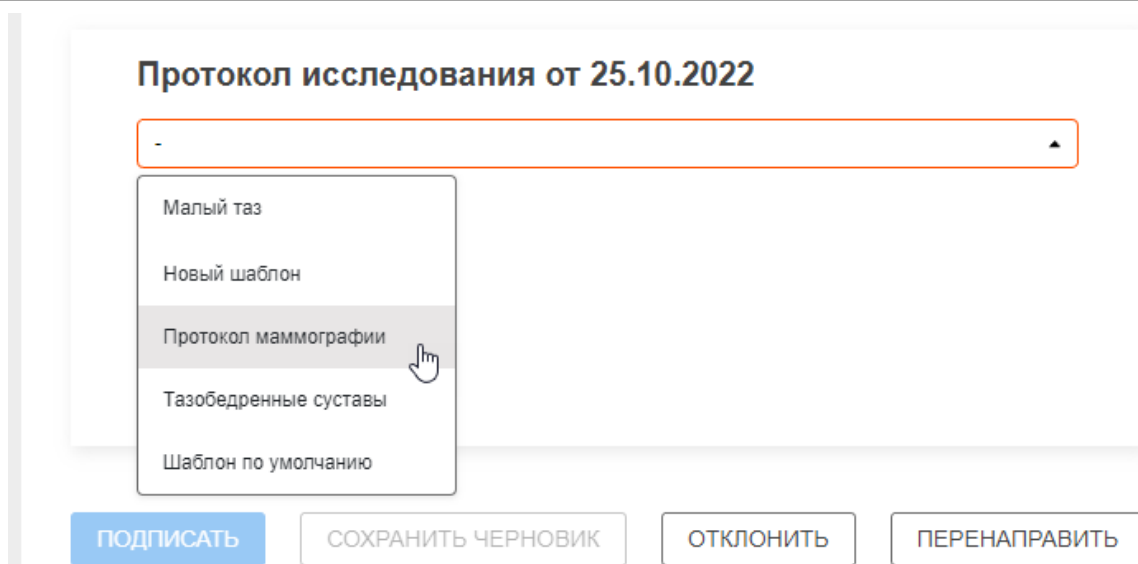 Протокол исследования от 25.10.2022
-
Малый таз
Новый шаблон
Протокол маммографии
Тазобедренные суставы
Шаблон по умолчанию
ПОДПИСАТЬ
СОХРАНИТЬ ЧЕРНОВИК
ОТКЛОНИТЬ
ПЕРЕНАПРАВИТЬ